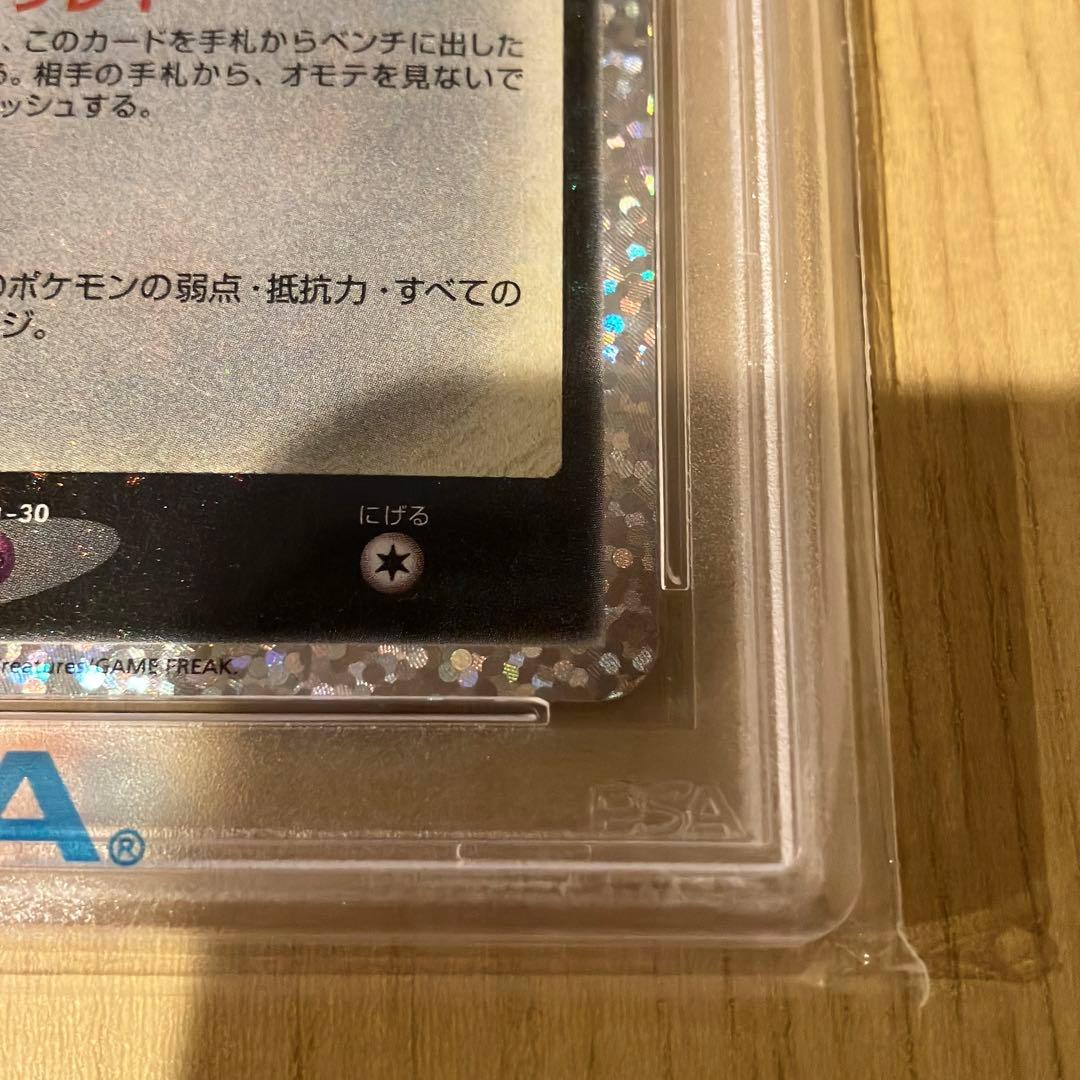 、このカードを手札からベンチに出した
る。相手の手札から、オモテを見ないで
ッシュする。
のポケモンの弱点・抵抗力・すべての
ジ。
-30
にげる
reatures/GAME FREAK.
A®
PSA